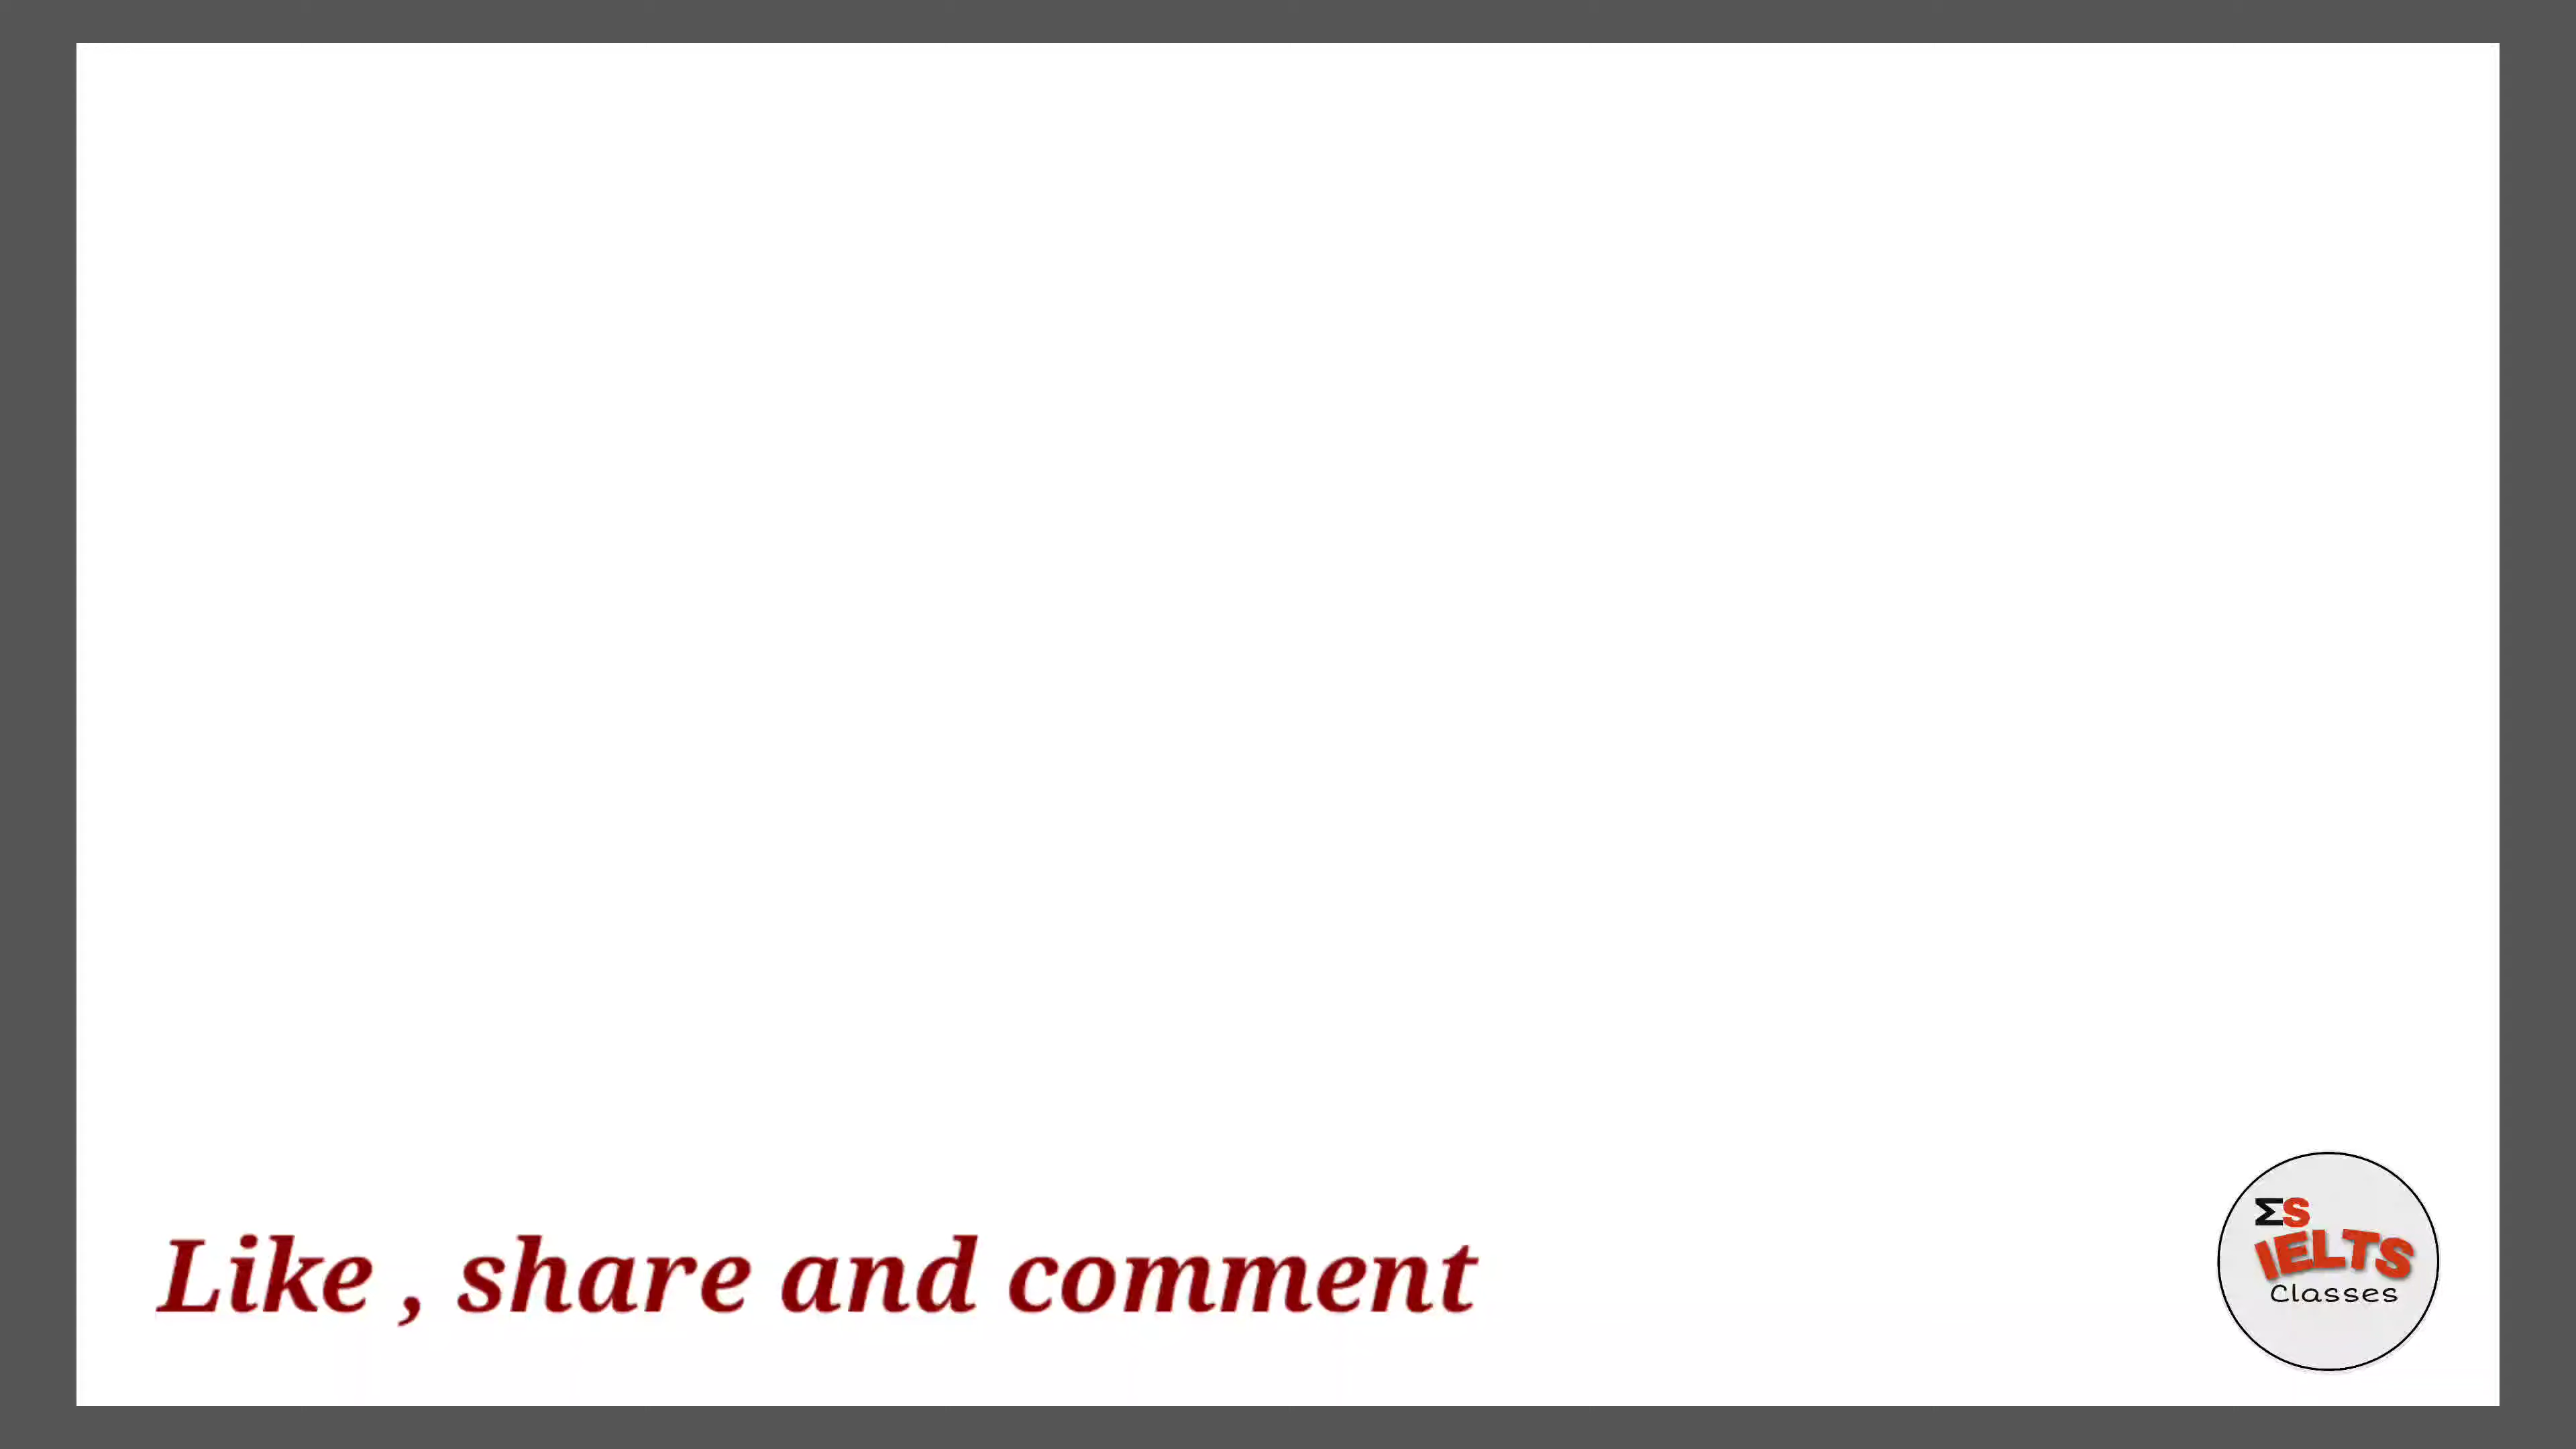 Like , share and comment
ΣS
IELTS
Classes